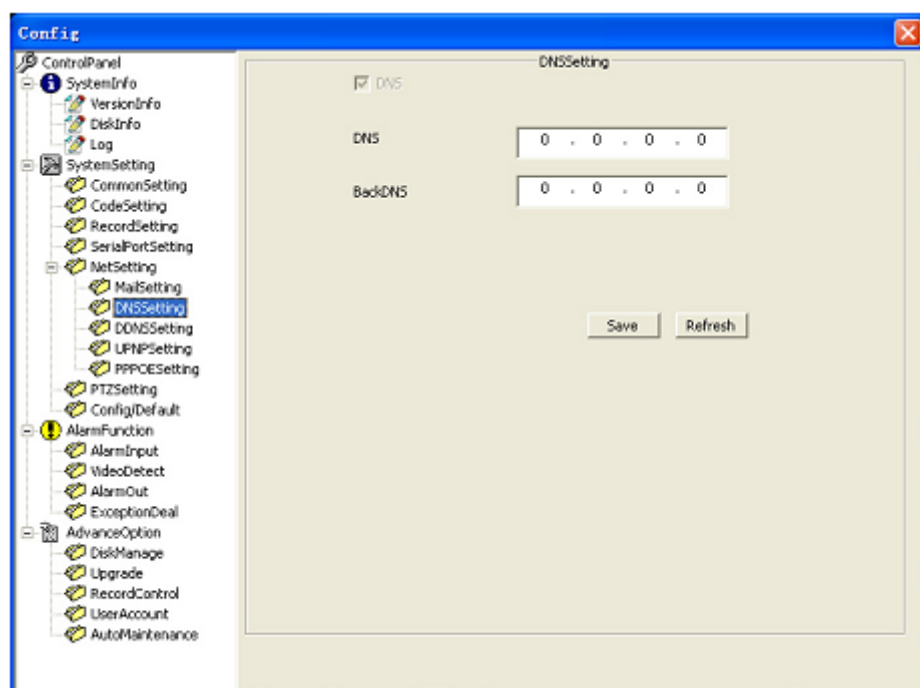 Config
ControlPanel
SystemInfo
VersionInfo
DiskInfo
Log
SystemSetting
CommonSetting
CodeSetting
RecordSetting
SerialPortSetting
NetSetting
MailSetting
DNSSetting
DDNSSetting
UPNPSetting
PPPOESetting
PTZSetting
Config/Default
AlarmFunction
AlarmInput
VideoDetect
AlarmOut
ExceptionDeal
AdvanceOption
DiskManage
Upgrade
RecordControl
UserAccount
AutoMaintenance
DNSSetting
DNS
DNS 0 . 0 . 0 . 0
BackDNS 0 . 0 . 0 . 0
Save Refresh